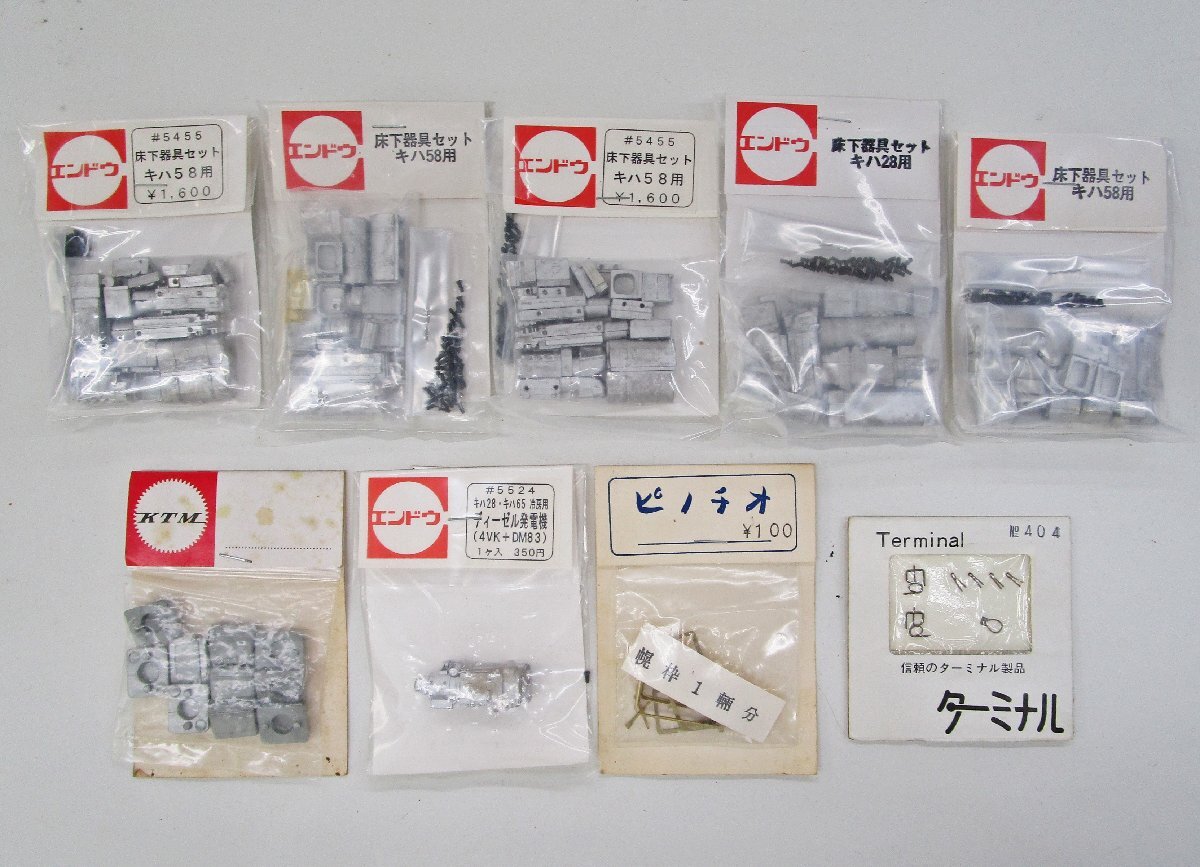 エンドウ
#5455
床下器具セット
キハ58用
¥1,600
エンドウ
床下器具セット
キハ58用
エンドウ
#5455
床下器具セット
キハ58用
¥1,600
エンドウ
床下器具セット
キハ28用
エンドウ
床下器具セット
キハ58用
KTM
エンドウ
#5524
キハ28・キハ65 冷房用
ディーゼル発電機
(4VK+DM83)
1ヶ入 350円
ピノチオ
¥100
幌枠1輛分
Terminal
№404
信頼のターミナル製品
ターミナル